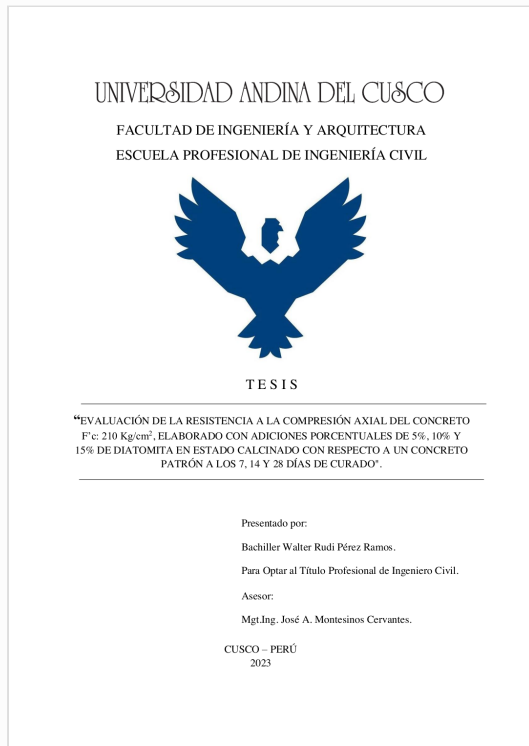 UNIVERSIDAD ANDINA DEL CUSCO
FACULTAD DE INGENIERÍA Y ARQUITECTURA
ESCUELA PROFESIONAL DE INGENIERÍA CIVIL
T E S I S
“EVALUACIÓN DE LA RESISTENCIA A LA COMPRESIÓN AXIAL DEL CONCRETO
F’c: 210 Kg/cm², ELABORADO CON ADICIONES PORCENTUALES DE 5%, 10% Y
15% DE DIATOMITA EN ESTADO CALCINADO CON RESPECTO A UN CONCRETO
PATRÓN A LOS 7, 14 Y 28 DÍAS DE CURADO".
Presentado por:
Bachiller Walter Rudi Pérez Ramos.
Para Optar al Título Profesional de Ingeniero Civil.
Asesor:
Mgt.Ing. José A. Montesinos Cervantes.
CUSCO – PERÚ
2023